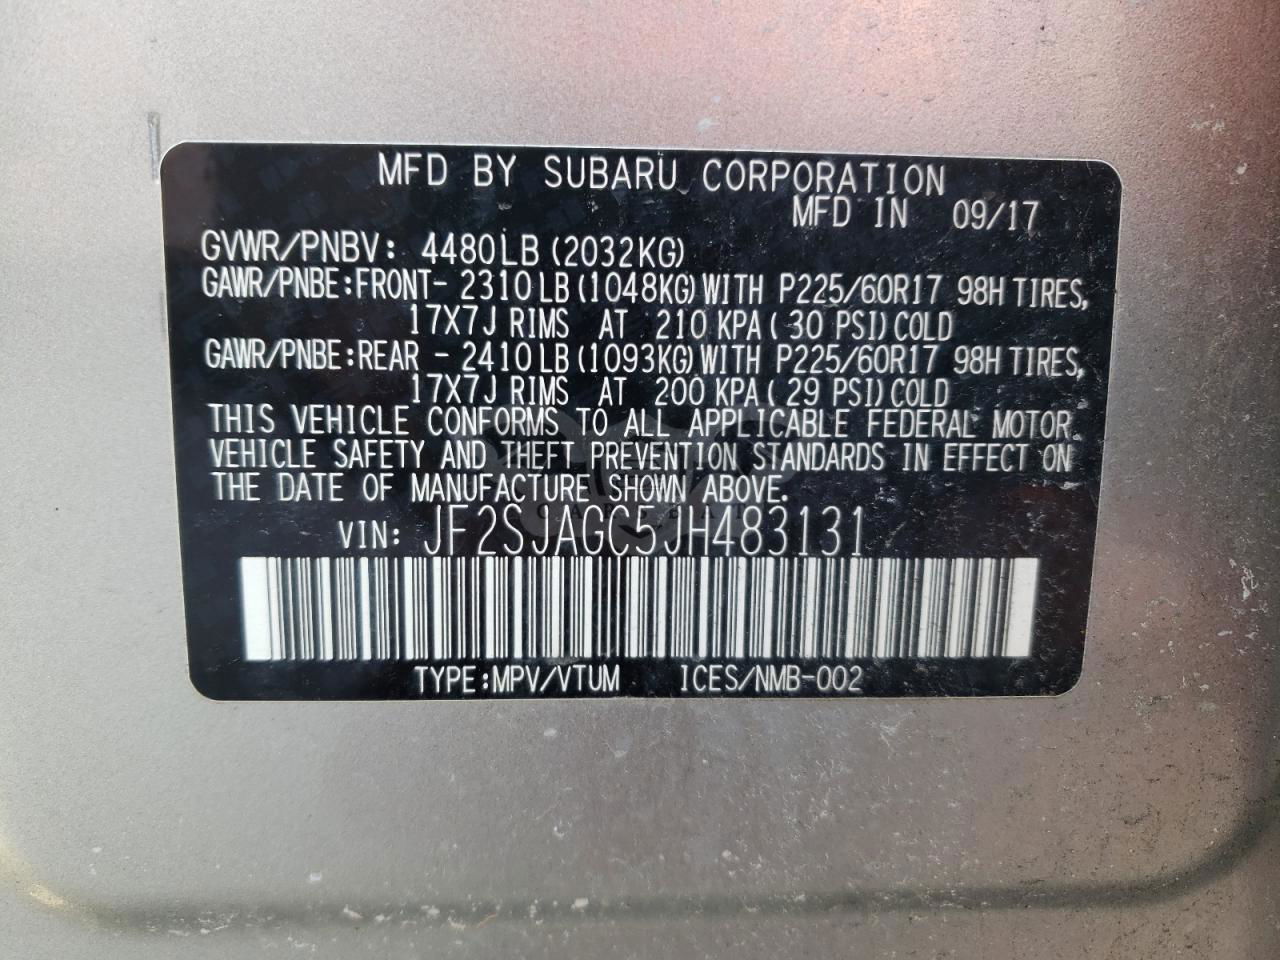 MFD BY SUBARU CORPORATION
MFD IN 09/17
GVWR/PNBV: 4480LB (2032KG)
GAWR/PNBE:FRONT- 2310LB (1048KG) WITH P225/60R17 98H TIRES,
17X7J RIMS AT 210 KPA ( 30 PSI) COLD
GAWR/PNBE:REAR - 2410LB (1093KG) WITH P225/60R17 98H TIRES,
17X7J RIMS AT 200 KPA (29 PSI) COLD
THIS VEHICLE CONFORMS TO ALL APPLICABLE FEDERAL MOTOR
VEHICLE SAFETY AND THEFT PREVENTION STANDARDS IN EFFECT ON
THE DATE OF MANUFACTURE SHOWN ABOVE.
VIN: JF2SJAGC5JH483131
TYPE:MPV/VTUM ICES/NMB-002